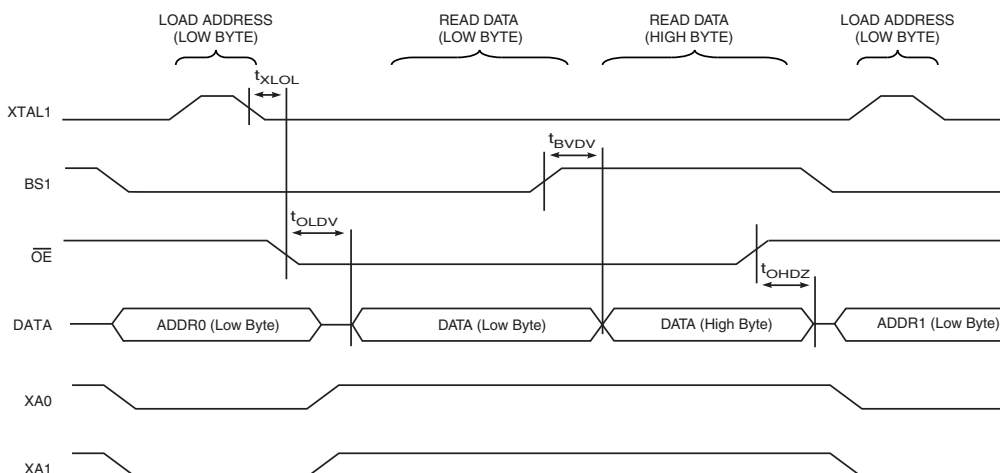 LOAD ADDRESS
(LOW BYTE)
READ DATA
(LOW BYTE)
READ DATA
(HIGH BYTE)
LOAD ADDRESS
(LOW BYTE)
tXLOL
XTAL1
tBVDV
BS1
tOLDV
OE
tOHDZ
DATA
ADDR0 (Low Byte)
DATA (Low Byte)
DATA (High Byte)
ADDR1 (Low Byte)
XA0
XA1